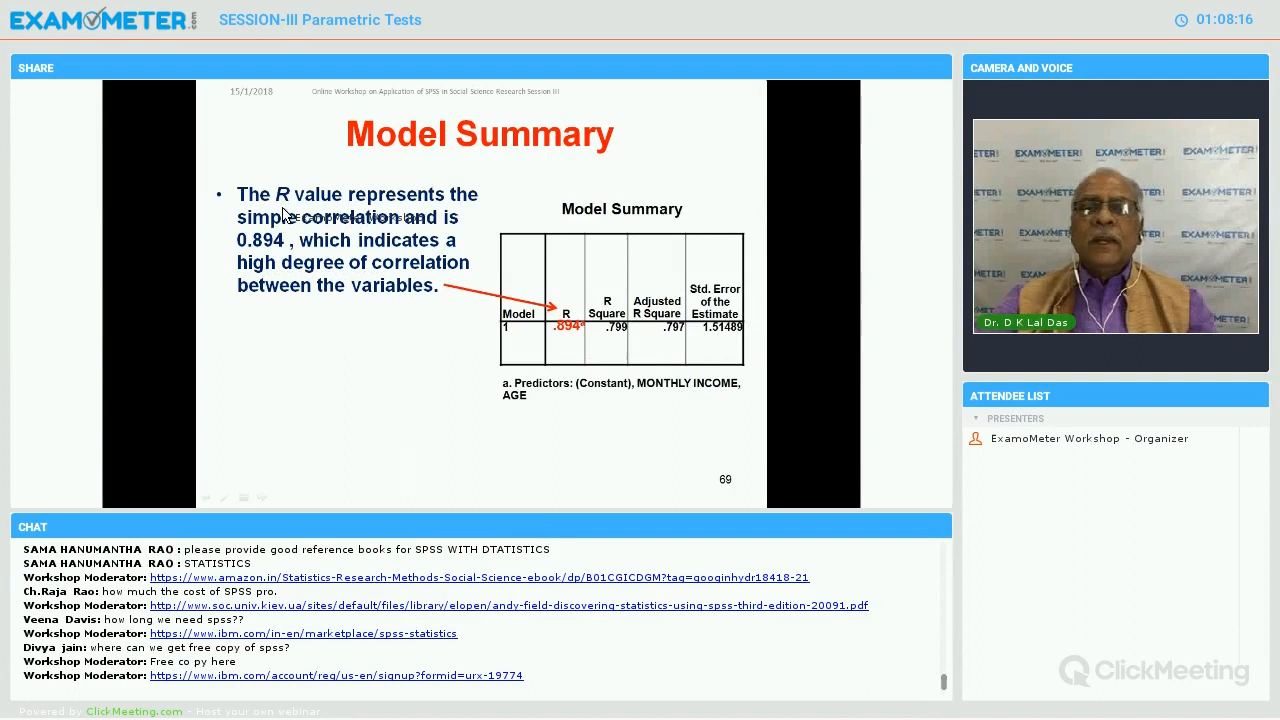 EXAMOMETER.com
SESSION-III Parametric Tests
01:08:16
SHARE
15/1/2018
Online Workshop on Application of SPSS in Social Science Research Session III
Model Summary
• The R value represents the
simple correlation and is
0.894 , which indicates a
high degree of correlation
between the variables.
Model Summary
Model
R
R Square
Adjusted R Square
Std. Error of the Estimate
1 .894a .799 .797 1.51489
a. Predictors: (Constant), MONTHLY INCOME,
AGE
69
CAMERA AND VOICE
METER! EXAMOMETER! EXAMOMETER! EXAMOMETER!
Dr. D K Lal Das
ATTENDEE LIST
PRESENTERS
ExamoMeter Workshop - Organizer
CHAT
SAMA HANUMANTHA RAO : please provide good reference books for SPSS WITH DTATISTICS
SAMA HANUMANTHA RAO : STATISTICS
Workshop Moderator: https://www.amazon.in/Statistics-Research-Methods-Social-Science-ebook/dp/B01CGICDGM?tag=googinhydr18418-21
Ch.Raja Rao: how much the cost of SPSS pro.
Workshop Moderator: http://www.soc.univ.kiev.ua/sites/default/files/library/elopen/andy-field-discovering-statistics-using-spss-third-edition-20091.pdf
Veena Davis: how long we need spss??
Workshop Moderator: https://www.ibm.com/in-en/marketplace/spss-statistics
Divya jain: where can we get free copy of spss?
Workshop Moderator: Free co py here
Workshop Moderator: https://www.ibm.com/account/reg/us-en/signup?formid=urx-19774
ClickMeeting
Powered by ClickMeeting.com - Host your own webinar